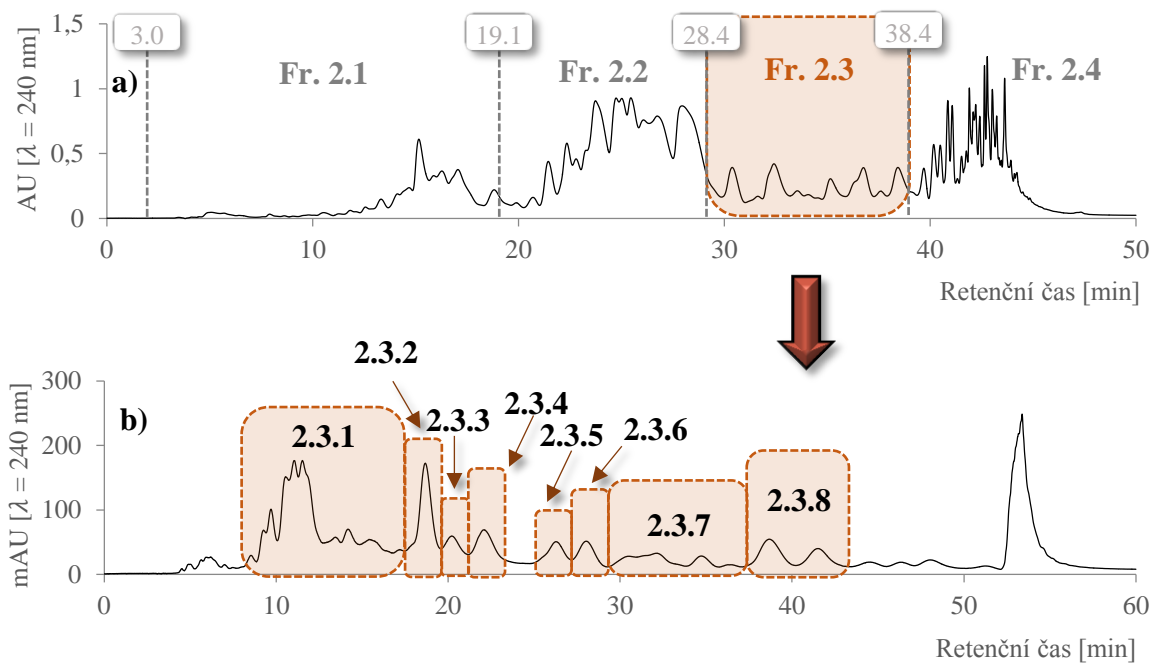 1,5
3.0
19.1
28.4
38.4
a)
Fr. 2.1
Fr. 2.2
Fr. 2.3
Fr. 2.4
1
0,5
0
AU [λ = 240 nm]
0 10 20 30 40 50
Retenční čas [min]
2.3.2
300
b)
2.3.1
2.3.3
2.3.4
2.3.5
2.3.6
200
2.3.7
2.3.8
100
0
mAU [λ = 240 nm]
0 10 20 30 40 50 60
Retenční čas [min]